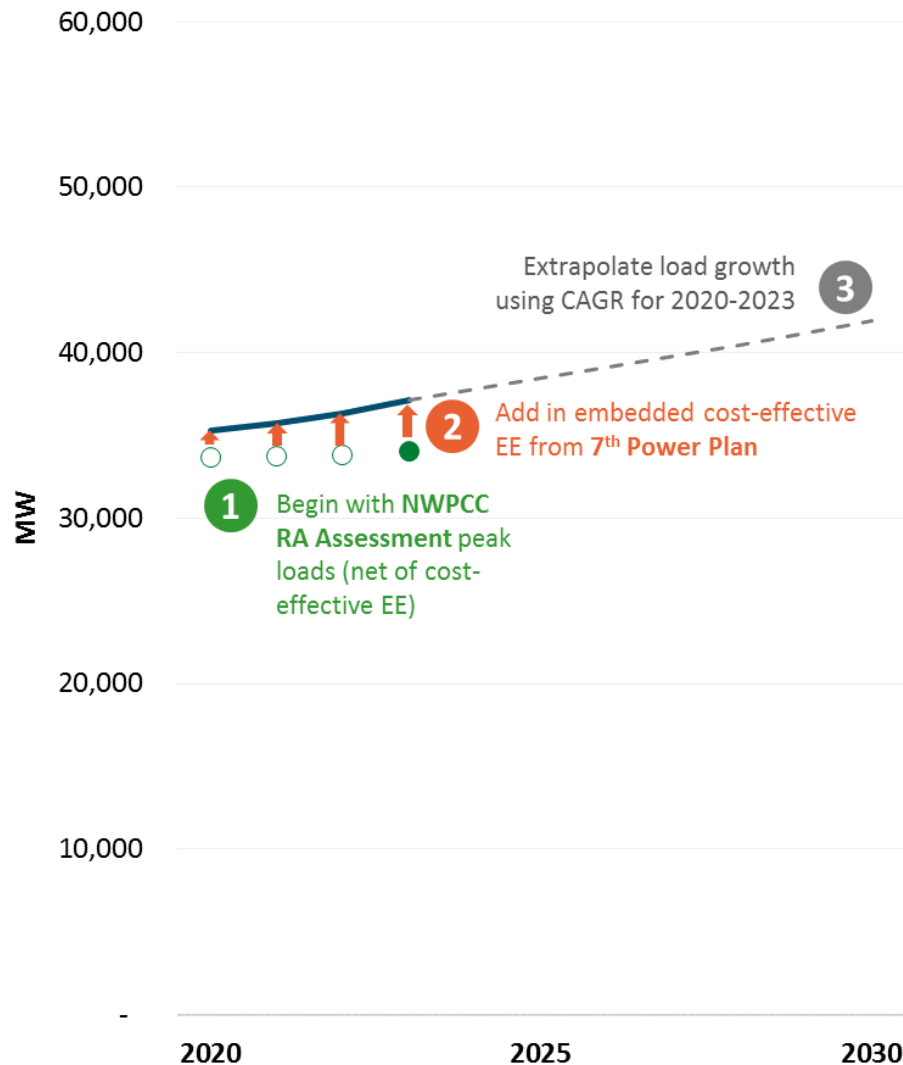 60,000
50,000
Extrapolate load growth
using CAGR for 2020-2023
3
40,000
2
Add in embedded cost-effective
EE from 7th Power Plan
1
Begin with NWPCC
RA Assessment peak
loads (net of cost-
effective EE)
MW
30,000
20,000
10,000
-
2020
2025
2030